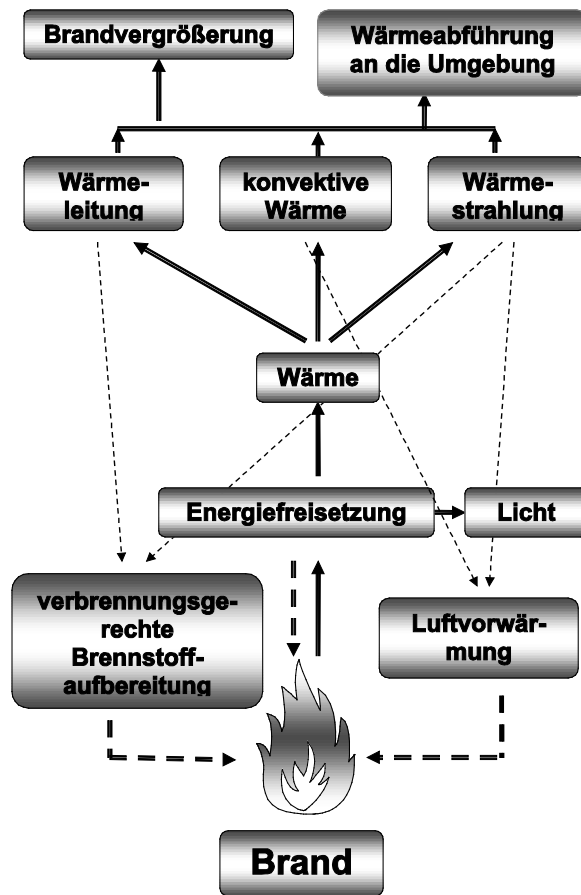 Brandvergrößerung
Wärmeabführung
an die Umgebung
Wärme-
leitung
konvektive
Wärme
Wärme-
strahlung
Wärme
Energiefreisetzung
Licht
verbrennungsge-
rechte
Brennstoff-
aufbereitung
Luftvorwär-
mung
Brand